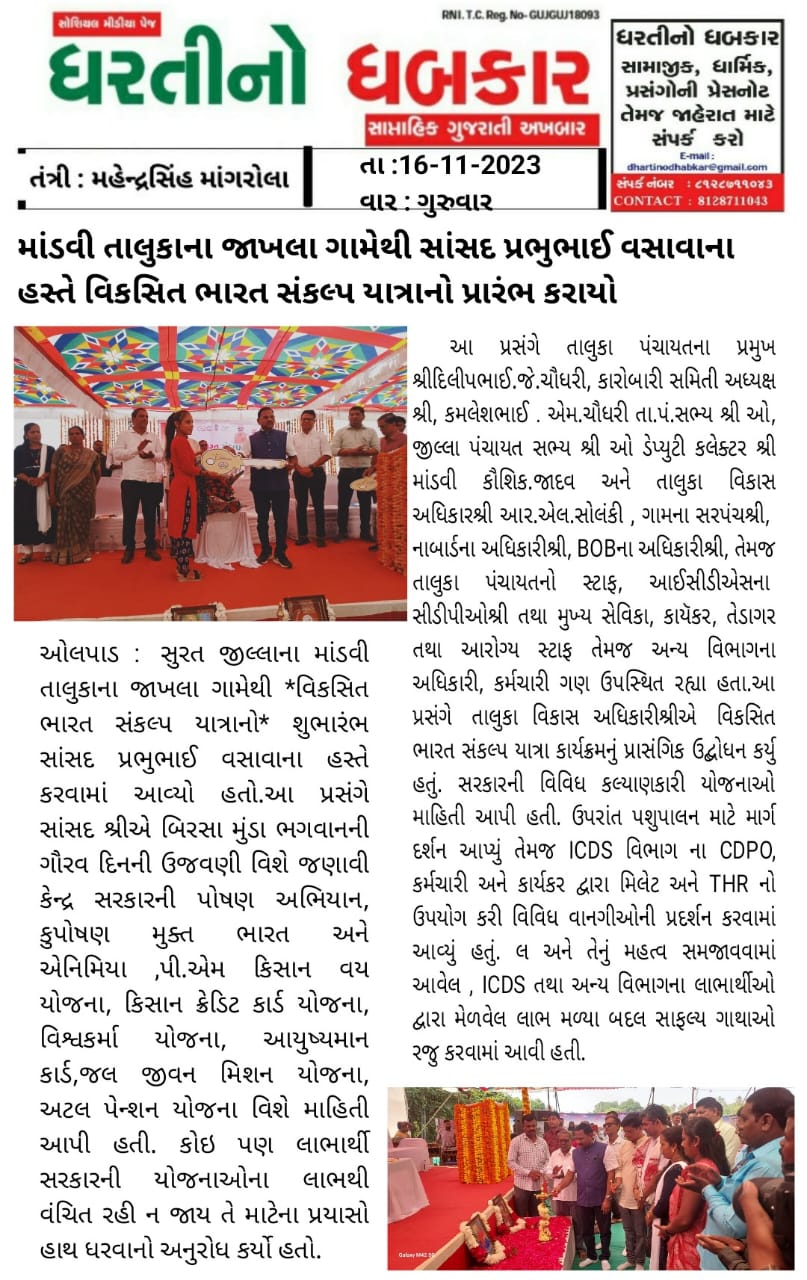 સોશિયલ મીડીયા પેજ
RNI. T.C. Reg. No- GUJGUJ18093
ધરતીનો ધબકાર
સાપ્તાહિક ગુજરાતી અખબાર
ધરતીનો ધબકાર
સામાજીક, ધાર્મિક,
પ્રસંગોની પ્રેસનોટ
તેમજ જાહેરાત માટે
સંપર્ક કરો
E-mail :
dhartinodhabkar@gmail.com
સંપર્ક નંબર : ૮૧૨૮૭૧૧૦૪૩
CONTACT : 8128711043
તંત્રી : મહેન્દ્રસિંહ માંગરોલા
તા :16-11-2023
વાર : ગુરુવાર
માંડવી તાલુકાના જાખલા ગામેથી સાંસદ પ્રભુભાઈ વસાવાના
હસ્તે વિકસિત ભારત સંકલ્પ યાત્રાનો પ્રારંભ કરાયો
ઓલપાડ : સુરત જીલ્લાના માંડવી
તાલુકાના જાખલા ગામેથી *વિકસિત
ભારત સંકલ્પ યાત્રાનો* શુભારંભ
સાંસદ પ્રભુભાઈ વસાવાના હસ્તે
કરવામાં આવ્યો હતો.આ પ્રસંગે
સાંસદ શ્રીએ બિરસા મુંડા ભગવાનની
ગૌરવ દિનની ઉજવણી વિશે જણાવી
કેન્દ્ર સરકારની પોષણ અભિયાન,
કુપોષણ મુક્ત ભારત અને
એનિમિયા ,પી.એમ કિસાન વય
યોજના, કિસાન ક્રેડિટ કાર્ડ યોજના,
વિશ્વકર્મા યોજના, આયુષ્યમાન
કાર્ડ,જલ જીવન મિશન યોજના,
અટલ પેન્શન યોજના વિશે માહિતી
આપી હતી. કોઇ પણ લાભાર્થી
સરકારની યોજનાઓના લાભથી
વંચિત રહી ન જાય તે માટેના પ્રયાસો
હાથ ધરવાનો અનુરોધ કર્યો હતો.
આ પ્રસંગે તાલુકા પંચાયતના પ્રમુખ
શ્રીદિલીપભાઈ.જે.ચૌધરી, કારોબારી સમિતી અધ્યક્ષ
શ્રી, કમલેશભાઈ . એમ.ચૌધરી તા.પં.સભ્ય શ્રી ઓ,
જીલ્લા પંચાયત સભ્ય શ્રી ઓ ડેપ્યુટી કલેક્ટર શ્રી
માંડવી કૌશિક.જાદવ અને તાલુકા વિકાસ
અધિકારશ્રી આર.એલ.સોલંકી , ગામના સરપંચશ્રી,
નાબાર્ડના અધિકારીશ્રી, BOBના અધિકારીશ્રી, તેમજ
તાલુકા પંચાયતનો સ્ટાફ, આઈસીડીએસના
સીડીપીઓશ્રી તથા મુખ્ય સેવિકા, કાર્યકર, તેડાગર
તથા આરોગ્ય સ્ટાફ તેમજ અન્ય વિભાગના
અધિકારી, કર્મચારી ગણ ઉપસ્થિત રહ્યા હતા.આ
પ્રસંગે તાલુકા વિકાસ અધિકારીશ્રીએ વિકસિત
ભારત સંકલ્પ યાત્રા કાર્યક્રમનું પ્રાસંગિક ઉદ્બોધન કર્યુ
હતું. સરકારની વિવિધ કલ્યાણકારી યોજનાઓ
માહિતી આપી હતી. ઉપરાંત પશુપાલન માટે માર્ગ
દર્શન આપ્યું તેમજ ICDS વિભાગ ના CDPO,
કર્મચારી અને કાર્યકર દ્વારા મિલેટ અને THR નો
ઉપયોગ કરી વિવિધ વાનગીઓની પ્રદર્શન કરવામાં
આવ્યું હતું. લ અને તેનું મહત્વ સમજાવવામાં
આવેલ , ICDS તથા અન્ય વિભાગના લાભાર્થીઓ
દ્વારા મેળવેલ લાભ મળ્યા બદલ સાફલ્ય ગાથાઓ
રજુ કરવામાં આવી હતી.
Galaxy M42 5G